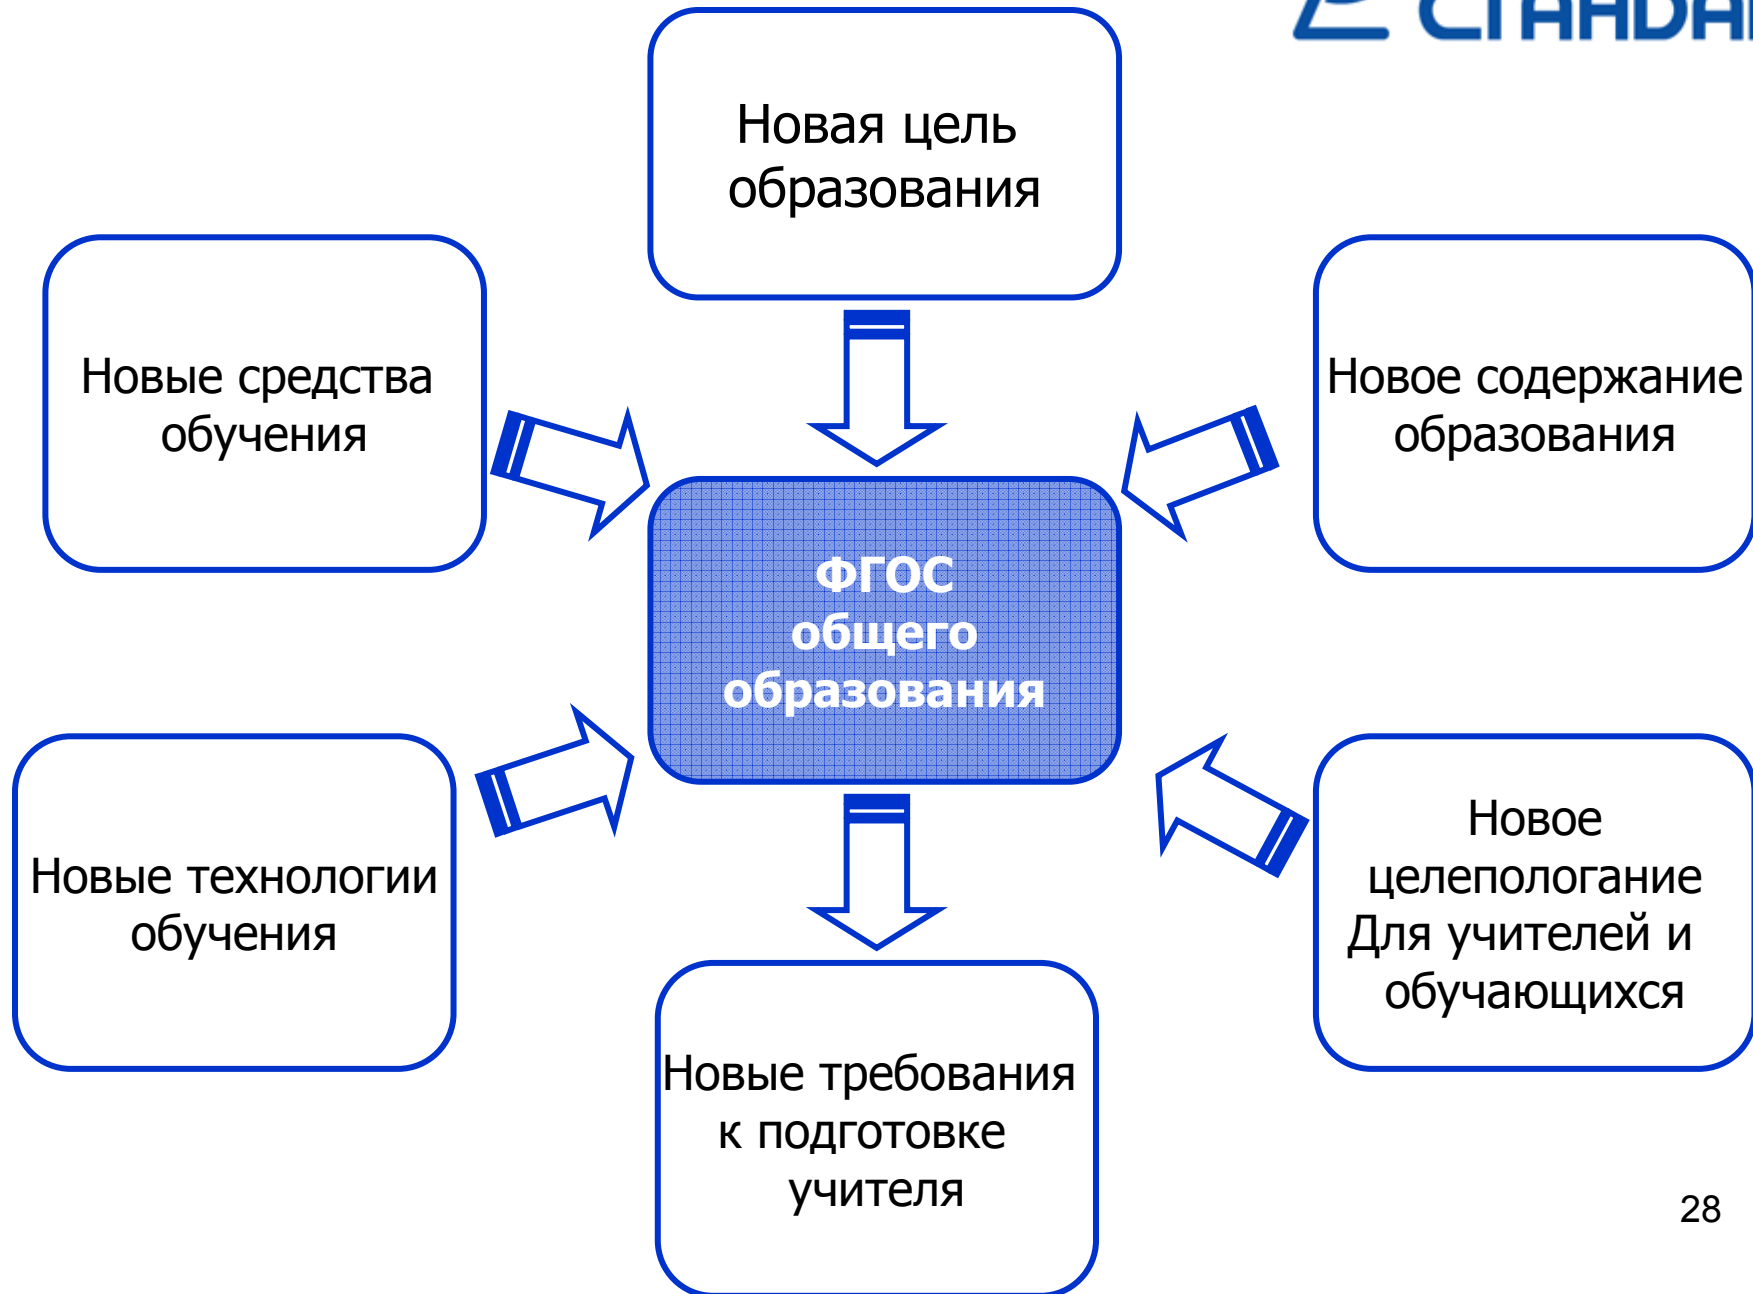 Новая цель
образования
Новые средства
обучения
Новое содержание
образования
ФГОС
общего
образования
Новые технологии
обучения
Новое
целепологание
Для учителей и
обучающихся
Новые требования
к подготовке
учителя
28